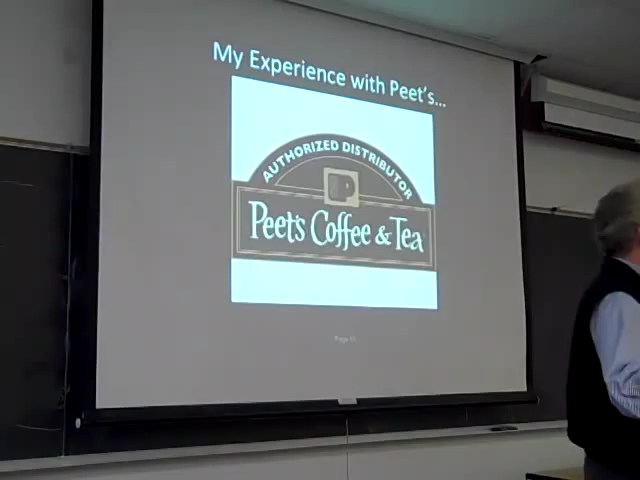 My Experience with Peet's...
AUTHORIZED DISTRIBUTOR
Peet's Coffee & Tea